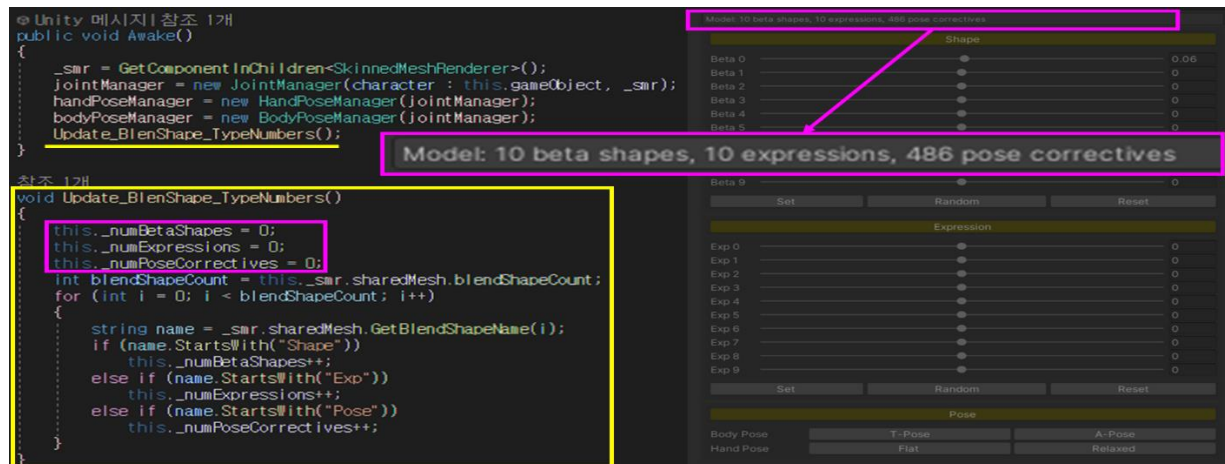 Unity 메시지|참조 1개
public void Awake()
{
_smr = GetComponentInChildren<SkinnedMeshRenderer>();
jointManager = new JointManager(character : this.gameObject, _smr);
handPoseManager = new HandPoseManager(jointManager);
bodyPoseManager = new BodyPoseManager(jointManager);
Update_BlenShape_TypeNumbers();
}
참조 1개
void Update_BlenShape_TypeNumbers()
{
this._numBetaShapes = 0;
this._numExpressions = 0;
this._numPoseCorrectives = 0;
int blendShapeCount = this._smr.sharedMesh.blendShapeCount;
for (int i = 0; i < blendShapeCount; i++)
{
string name = _smr.sharedMesh.GetBlendShapeName(i);
if (name.StartsWith("Shape"))
this._numBetaShapes++;
else if (name.StartsWith("Exp"))
this._numExpressions++;
else if (name.StartsWith("Pose"))
this._numPoseCorrectives++;
}
}
Model: 10 beta shapes, 10 expressions, 486 pose correctives
Shape
Beta 0 0.06
Beta 1 0
Beta 2 0
Beta 3 0
Beta 4 0
Beta 5 0
Model: 10 beta shapes, 10 expressions, 486 pose correctives
Beta 9 0
Set Random Reset
Expression
Exp 0 0
Exp 1 0
Exp 2 0
Exp 3 0
Exp 4 0
Exp 5 0
Exp 6 0
Exp 7 0
Exp 8 0
Exp 9 0
Set Random Reset
Pose
Body Pose T-Pose A-Pose
Hand Pose Flat Relaxed